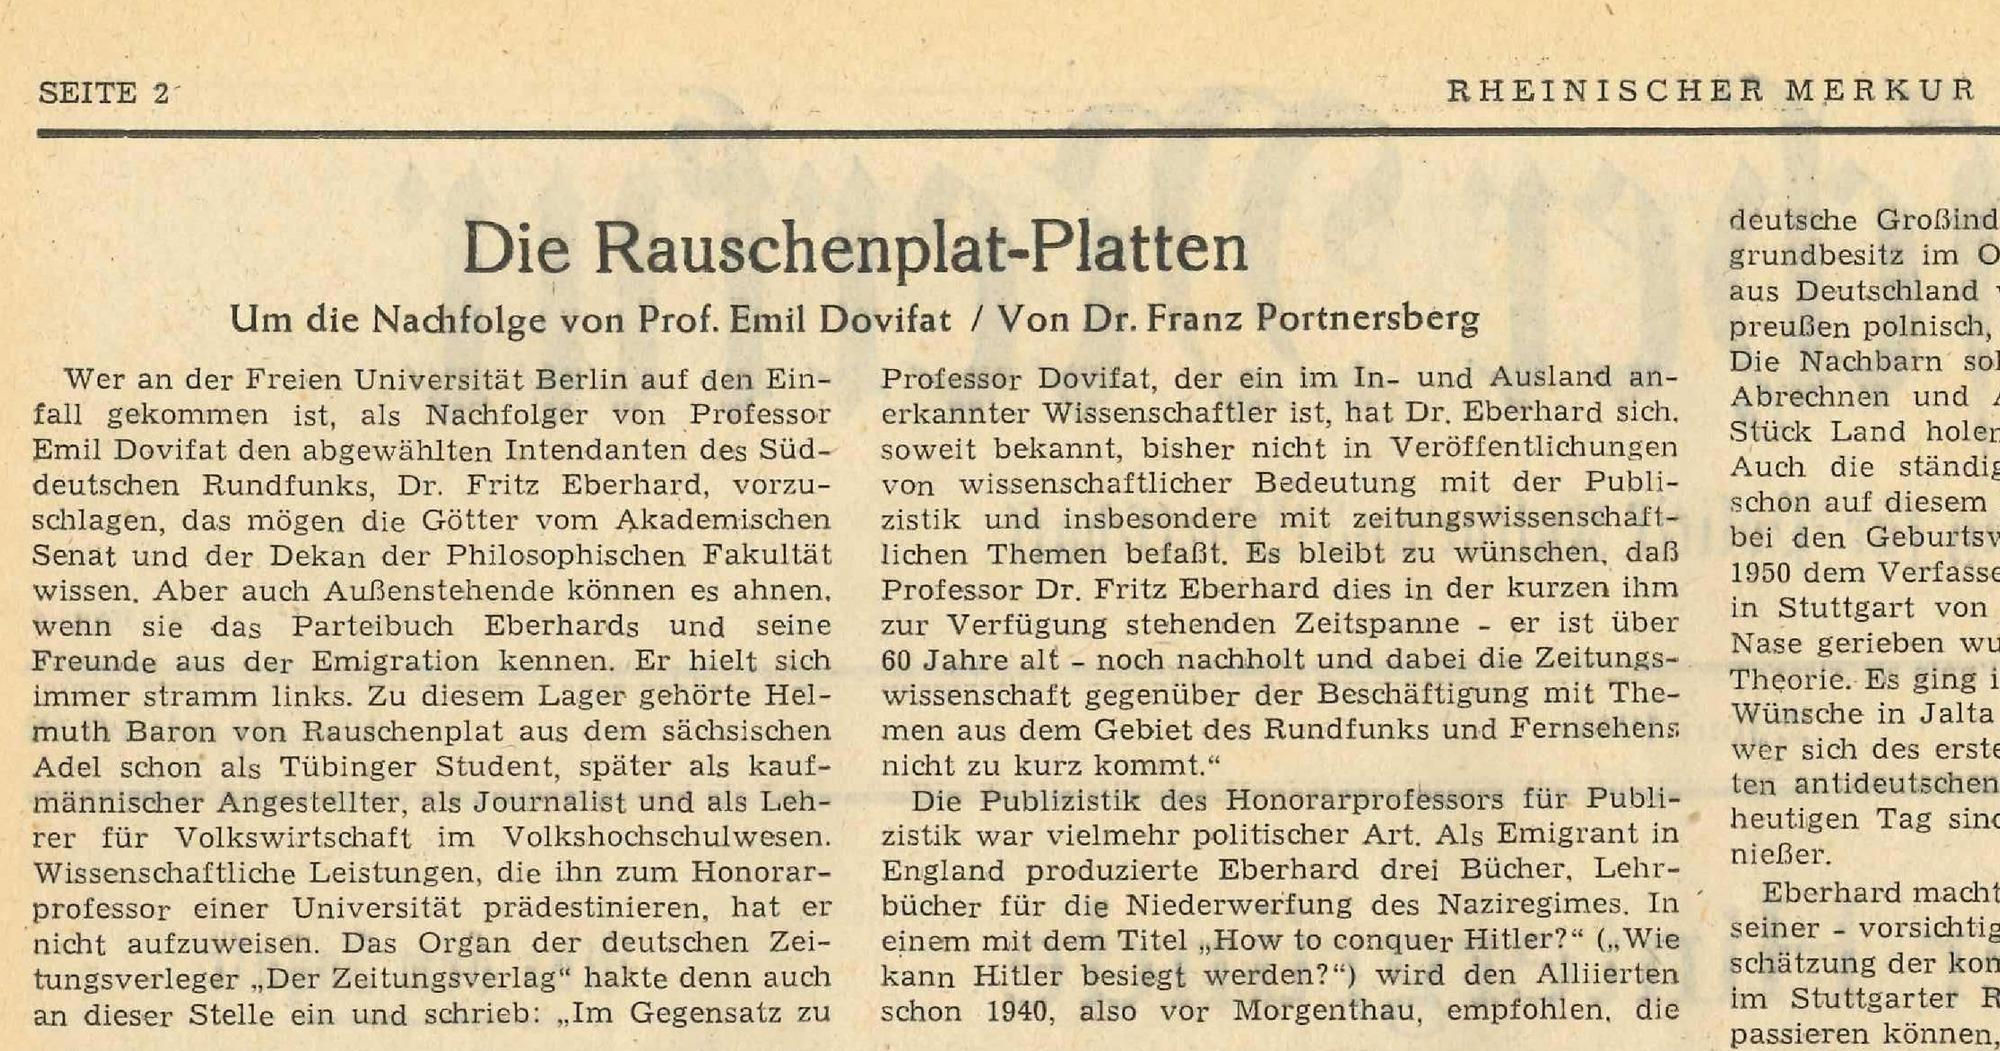 SEITE 2
RHEINISCHER MERKUR
Die Rauschenplat-Platten
Um die Nachfolge von Prof. Emil Dovifat / Von Dr. Franz Portnersberg
Wer an der Freien Universität Berlin auf den Ein-
fall gekommen ist, als Nachfolger von Professor
Emil Dovifat den abgewählten Intendanten des Süd-
deutschen Rundfunks, Dr. Fritz Eberhard, vorzu-
schlagen, das mögen die Götter vom Akademischen
Senat und der Dekan der Philosophischen Fakultät
wissen. Aber auch Außenstehende können es ahnen,
wenn sie das Parteibuch Eberhards und seine
Freunde aus der Emigration kennen. Er hielt sich
immer stramm links. Zu diesem Lager gehörte Hel-
muth Baron von Rauschenplat aus dem sächsischen
Adel schon als Tübinger Student, später als kauf-
männischer Angestellter, als Journalist und als Leh-
rer für Volkswirtschaft im Volkshochschulwesen.
Wissenschaftliche Leistungen, die ihn zum Honorar-
professor einer Universität prädestinieren, hat er
nicht aufzuweisen. Das Organ der deutschen Zei-
tungsverleger „Der Zeitungsverlag“ hakte denn auch
an dieser Stelle ein und schrieb: „Im Gegensatz zu
Professor Dovifat, der ein im In- und Ausland an-
erkannter Wissenschaftler ist, hat Dr. Eberhard sich,
soweit bekannt, bisher nicht in Veröffentlichungen
von wissenschaftlicher Bedeutung mit der Publi-
zistik und insbesondere mit zeitungswissenschaft-
lichen Themen befaßt. Es bleibt zu wünschen, daß
Professor Dr. Fritz Eberhard dies in der kurzen ihm
zur Verfügung stehenden Zeitspanne - er ist über
60 Jahre alt - noch nachholt und dabei die Zeitungs-
wissenschaft gegenüber der Beschäftigung mit The-
men aus dem Gebiet des Rundfunks und Fernsehens
nicht zu kurz kommt.“
Die Publizistik des Honorarprofessors für Publi-
zistik war vielmehr politischer Art. Als Emigrant in
England produzierte Eberhard drei Bücher, Lehr-
bücher für die Niederwerfung des Naziregimes. In
einem mit dem Titel „How to conquer Hitler?“ („Wie
kann Hitler besiegt werden?“) wird den Alliierten
schon 1940, also vor Morgenthau, empfohlen, die
deutsche Großind
grundbesitz im O
aus Deutschland
preußen polnisch,
Die Nachbarn sol
Abrechnen und
Stück Land holen
Auch die ständig
schon auf diesem
bei den Geburtsv
1950 dem Verfasse
in Stuttgart von
Nase gerieben wu
Theorie. Es ging i
Wünsche in Jalta
wer sich des erste
ten antideutschen
heutigen Tag sind
nießer.
Eberhard macht
seiner - vorsichtig
schätzung der kom
im Stuttgarter R
passieren können,